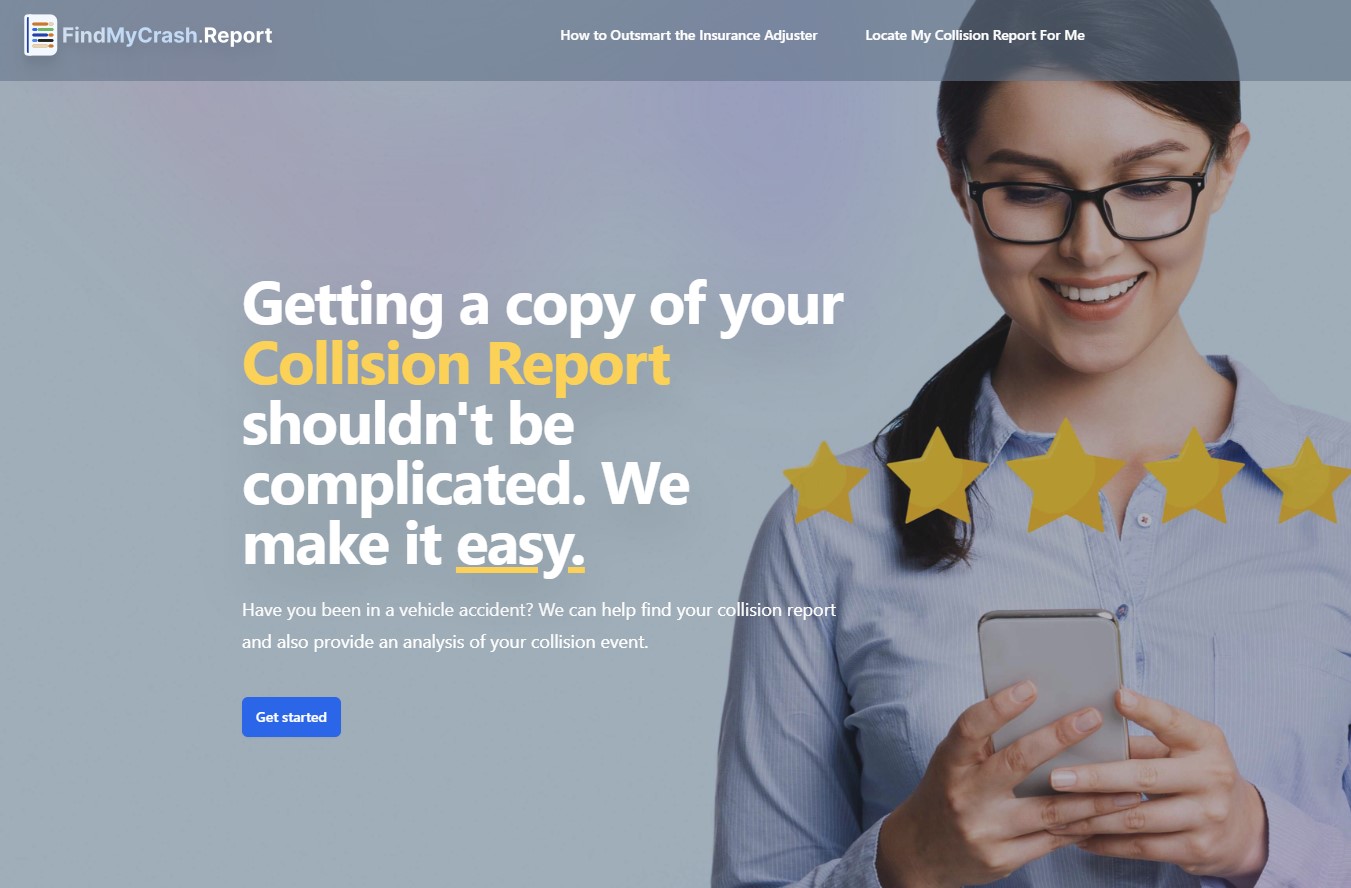 FindMyCrash.Report
How to Outsmart the Insurance Adjuster
Locate My Collision Report For Me
Getting a copy of your
Collision Report
shouldn't be
complicated. We
make it easy.
Have you been in a vehicle accident? We can help find your collision report
and also provide an analysis of your collision event.
Get started